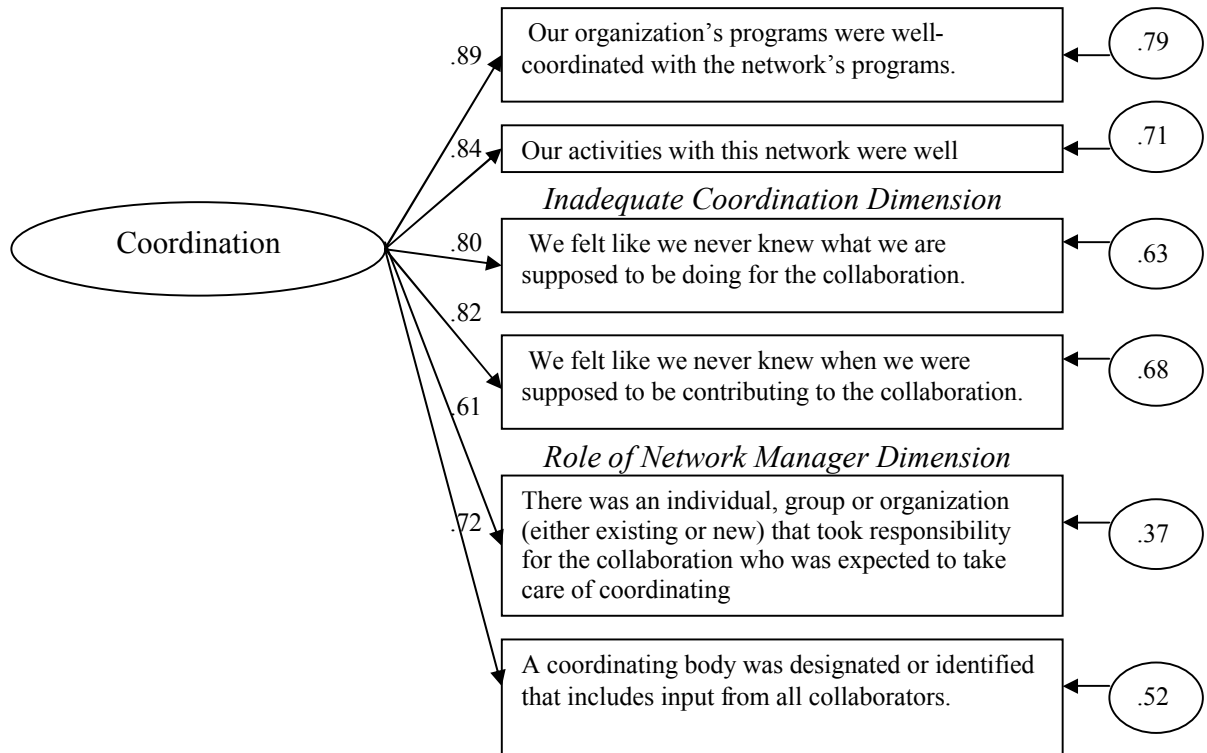 Our organization's programs were well-
coordinated with the network's programs.
.79
.89
Our activities with this network were well
.71
.84
Inadequate Coordination Dimension
Coordination
We felt like we never knew what we are
supposed to be doing for the collaboration.
.63
.80
We felt like we never knew when we were
supposed to be contributing to the collaboration.
.68
.82
.61
Role of Network Manager Dimension
There was an individual, group or organization
(either existing or new) that took responsibility
for the collaboration who was expected to take
care of coordinating
.37
.72
A coordinating body was designated or identified
that includes input from all collaborators.
.52